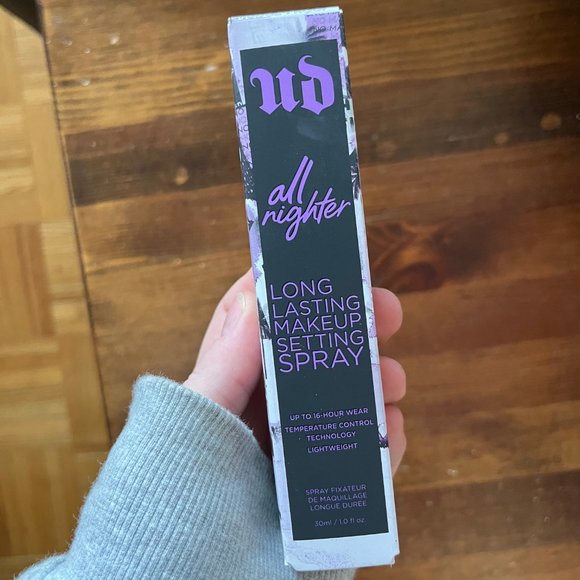 ud
all
nighter
LONG
LASTING
MAKEUP
SETTING
SPRAY
UP TO 16-HOUR WEAR
TEMPERATURE CONTROL
TECHNOLOGY
LIGHTWEIGHT
SPRAY FIXATEUR
DE MAQUILLAGE
LONGUE DURÉE
30ml / 1.0 fl oz.